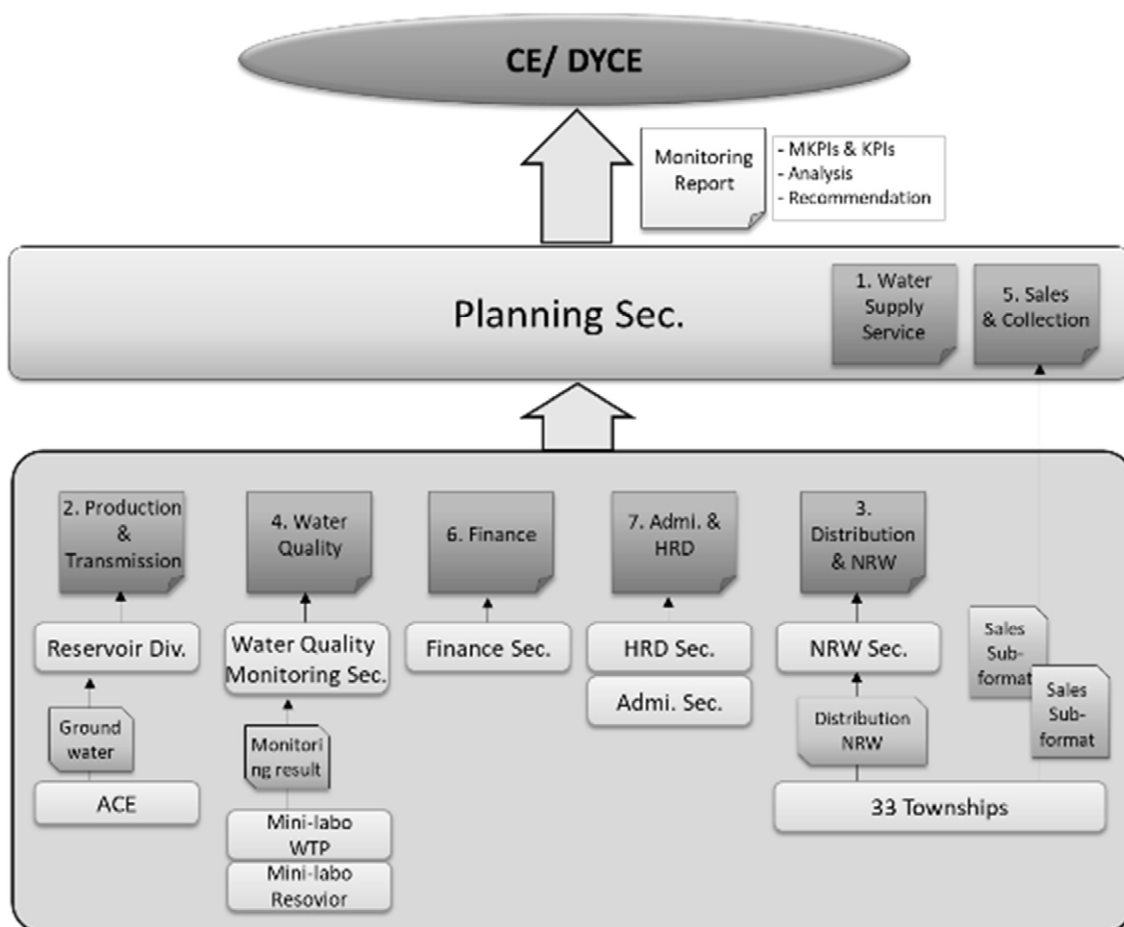 CE/ DYCE
Monitoring
Report
- MKPIs & KPIs
- Analysis
- Recommendation
Planning Sec.
1. Water
Supply
Service
5. Sales
& Collection
2. Production
&
Transmission
4. Water
Quality
6. Finance
7. Admi. &
HRD
3.
Distribution
& NRW
Reservoir Div.
Water Quality
Monitoring Sec.
Finance Sec.
HRD Sec.
Admi. Sec.
NRW Sec.
Sales
Sub-
format
Sales
Sub-
format
Ground
water
Monitori
ng result
Distribution
NRW
ACE
Mini-labo
WTP
Mini-labo
Resovior
33 Townships